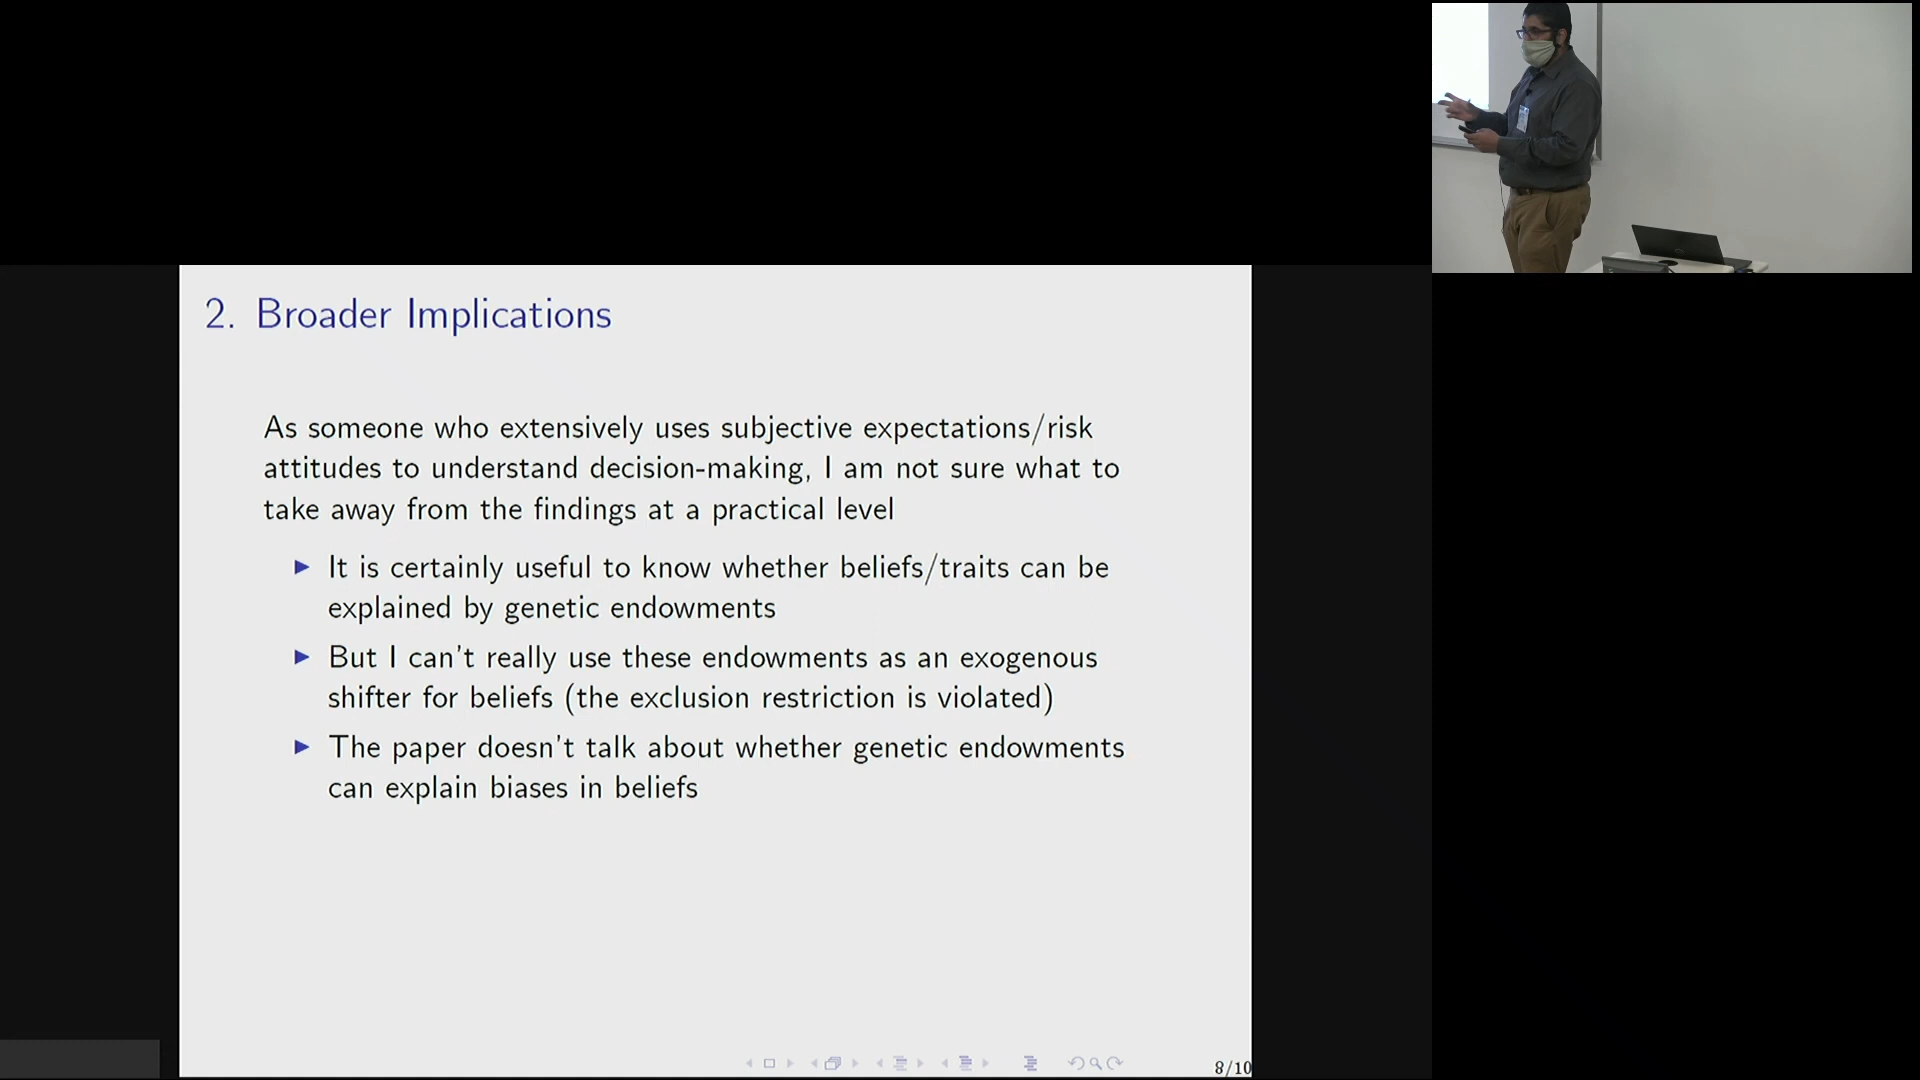 2. Broader Implications
As someone who extensively uses subjective expectations/risk
attitudes to understand decision-making, I am not sure what to
take away from the findings at a practical level
It is certainly useful to know whether beliefs/traits can be
explained by genetic endowments
But I can't really use these endowments as an exogenous
shifter for beliefs (the exclusion restriction is violated)
The paper doesn't talk about whether genetic endowments
can explain biases in beliefs
8/10